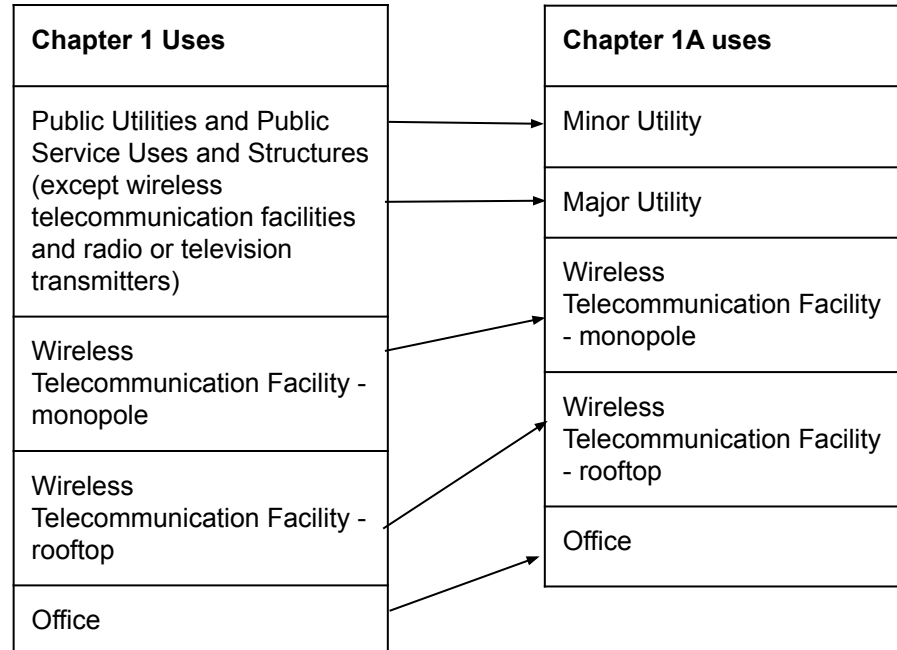 Chapter 1 Uses
Public Utilities and Public
Service Uses and Structures
(except wireless
telecommunication facilities
and radio or television
transmitters)
Wireless
Telecommunication Facility -
monopole
Wireless
Telecommunication Facility -
rooftop
Office
Chapter 1A uses
Minor Utility
Major Utility
Wireless
Telecommunication Facility
- monopole
Wireless
Telecommunication Facility
- rooftop
Office